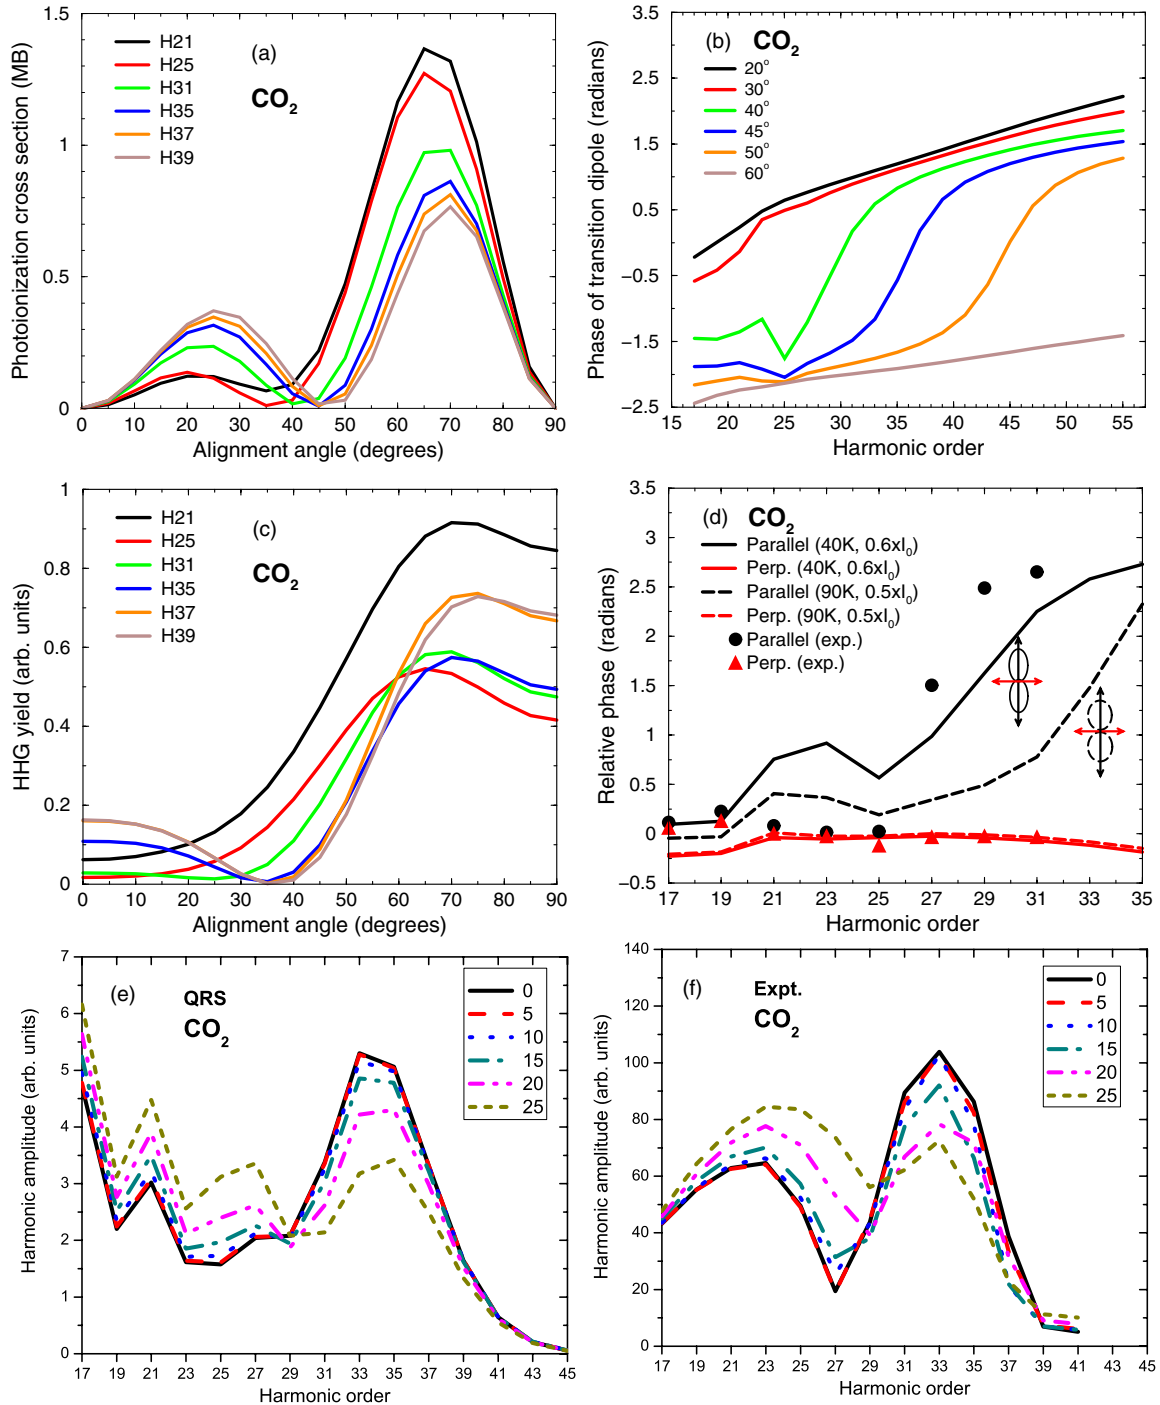 Photoionization cross section (MB)
1.5
1
0.5
0
H21
H25
H31
H35
H37
H39
(a)
CO2
0 10 20 30 40 50 60 70 80 90
Alignment angle (degrees)
Phase of transition dipole (radians)
3.5
2.5
1.5
0.5
−0.5
−1.5
−2.5
(b) CO2
20°
30°
40°
45°
50°
60°
15 20 25 30 35 40 45 50 55
Harmonic order
HHG yield (arb. units)
1
0.8
0.6
0.4
0.2
0
H21
H25
H31
H35
H37
H39
(c)
CO2
0 10 20 30 40 50 60 70 80 90
Alignment angle (degrees)
Relative phase (radians)
3.5
3
2.5
2
1.5
1
0.5
0
−0.5
(d) CO2
Parallel (40K, 0.6xI0)
Perp. (40K, 0.6xI0)
Parallel (90K, 0.5xI0)
Perp. (90K, 0.5xI0)
Parallel (exp.)
Perp. (exp.)
17 19 21 23 25 27 29 31 33 35
Harmonic order
Harmonic amplitude (arb. units)
7
6
5
4
3
2
1
0
(e) QRS
CO2
0
5
10
15
20
25
17 19 21 23 25 27 29 31 33 35 37 39 41 43 45
Harmonic order
Harmonic amplitude (arb. units)
140
120
100
80
60
40
20
0
(f) Expt.
CO2
0
5
10
15
20
25
17 19 21 23 25 27 29 31 33 35 37 39 41 43 45
Harmonic order